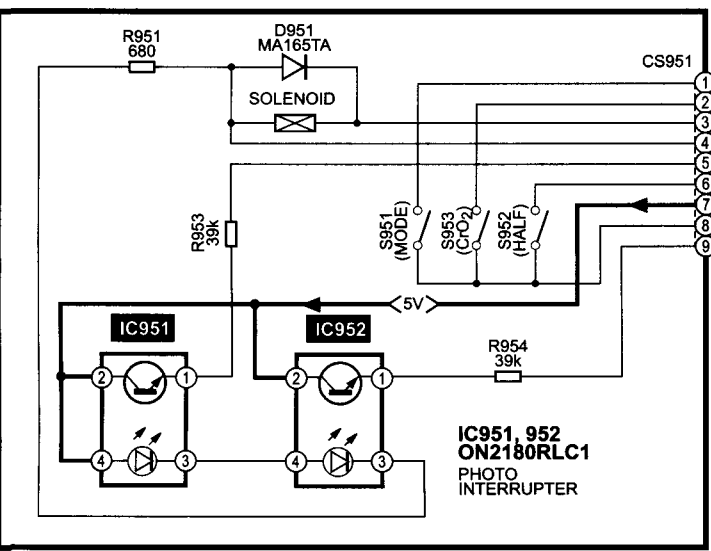 R951
680
D951
MA165TA
SOLENOID
CS951
1
2
3
4
5
6
7
8
9
R953
39k
S951
(MODE)
S953
(CrO2)
S952
(HALF)
5V
IC951
IC952
2
1
4
3
2
1
4
3
R954
39k
IC951, 952
ON2180RLC1
PHOTO
INTERRUPTER